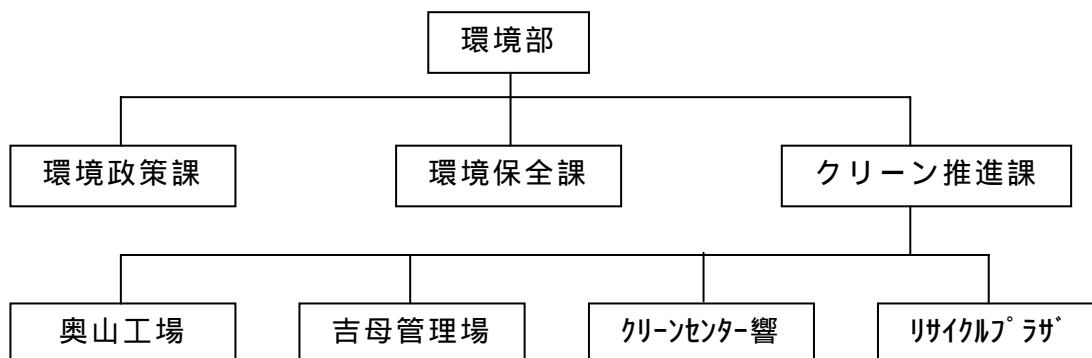 環境部
環境政策課
環境保全課
クリーン推進課
奥山工場
吉母管理場
ｸﾘｰﾝｾﾝﾀｰ響
ﾘｻｲｸﾙﾌﾟﾗｻﾞ